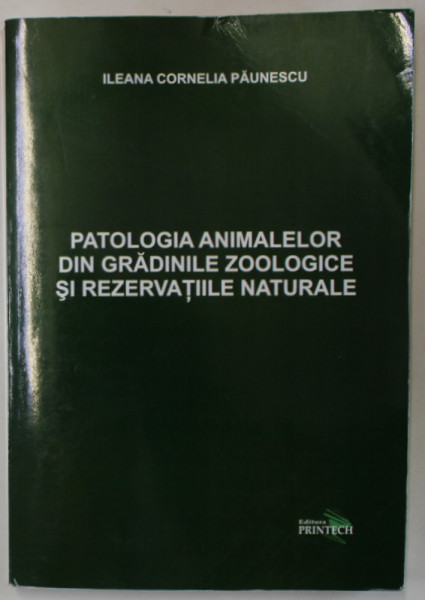 ILEANA CORNELIA PĂUNESCU
PATOLOGIA ANIMALELOR
DIN GRĂDINILE ZOOLOGICE
ŞI REZERVAŢIILE NATURALE
Editura
PRINTECH